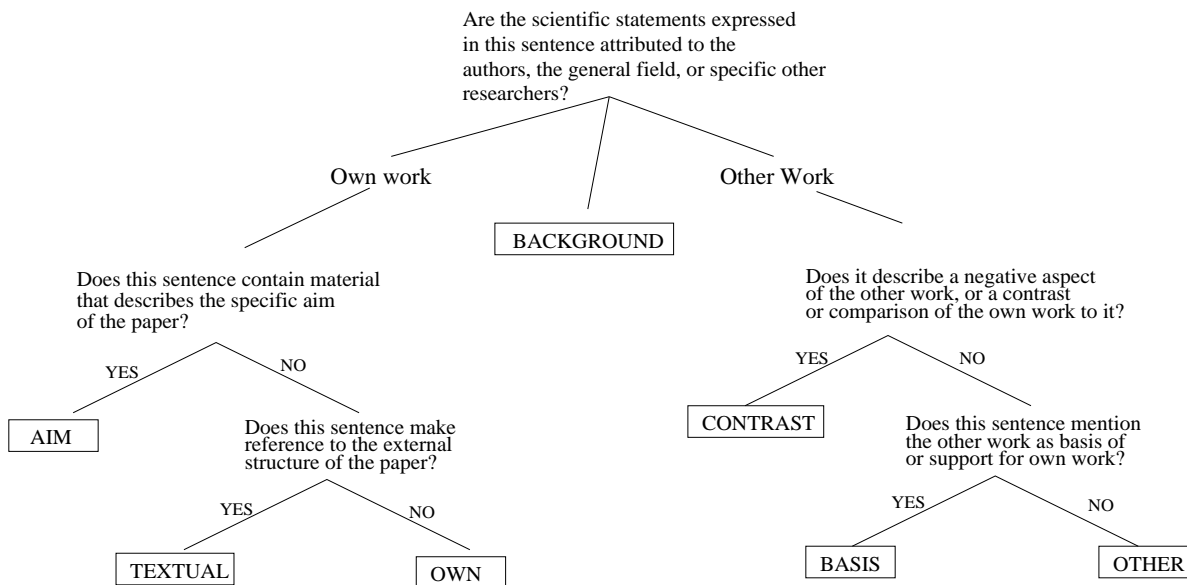 Are the scientific statements expressed
in this sentence attributed to the
authors, the general field, or specific other
researchers?
Own work
Other Work
BACKGROUND
Does this sentence contain material
that describes the specific aim
of the paper?
Does it describe a negative aspect
of the other work, or a contrast
or comparison of the own work to it?
YES
NO
YES
NO
AIM
CONTRAST
Does this sentence make
reference to the external
structure of the paper?
Does this sentence mention
the other work as basis of
or support for own work?
YES
NO
YES
NO
TEXTUAL
OWN
BASIS
OTHER